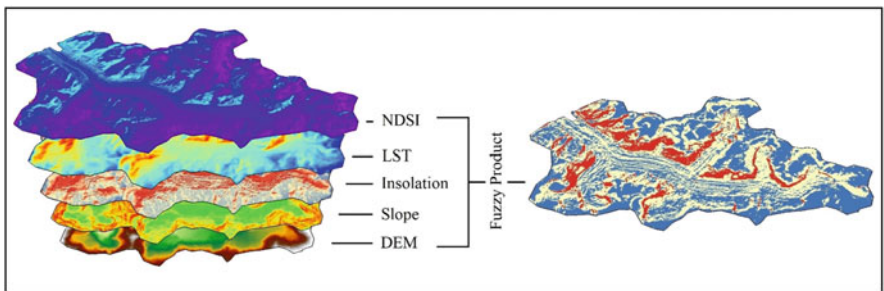 NDSI
LST
Insolation
Slope
DEM
Fuzzy Product